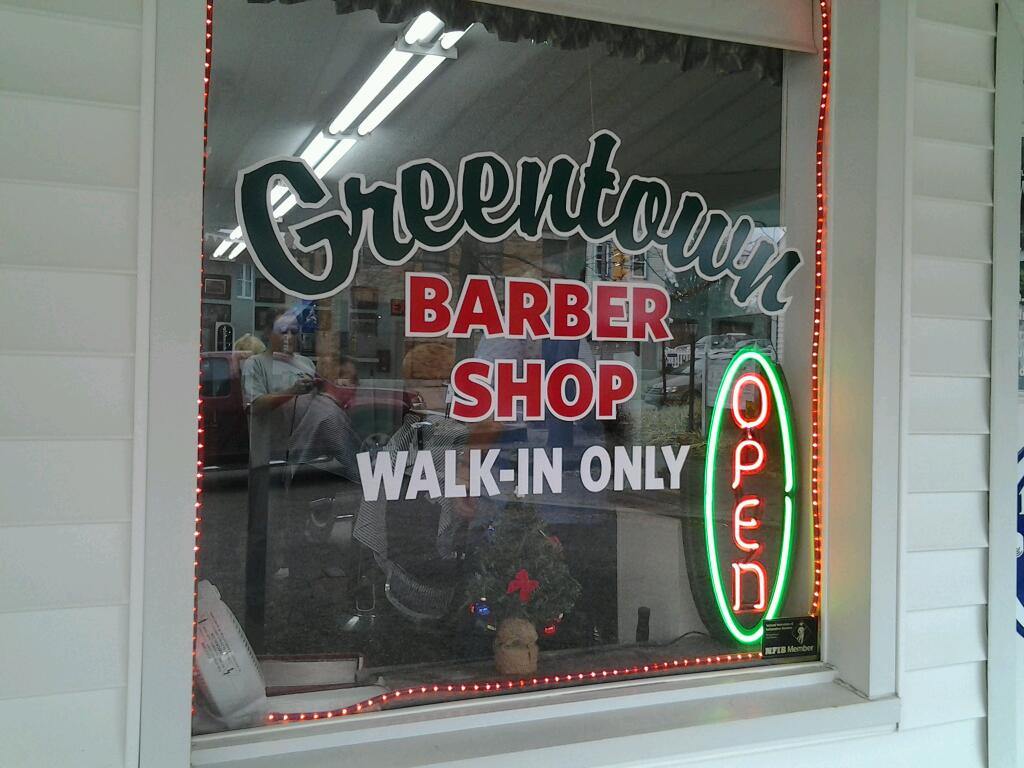 Greentown
BARBER
SHOP
WALK-IN ONLY
OPEN
NFIB Member